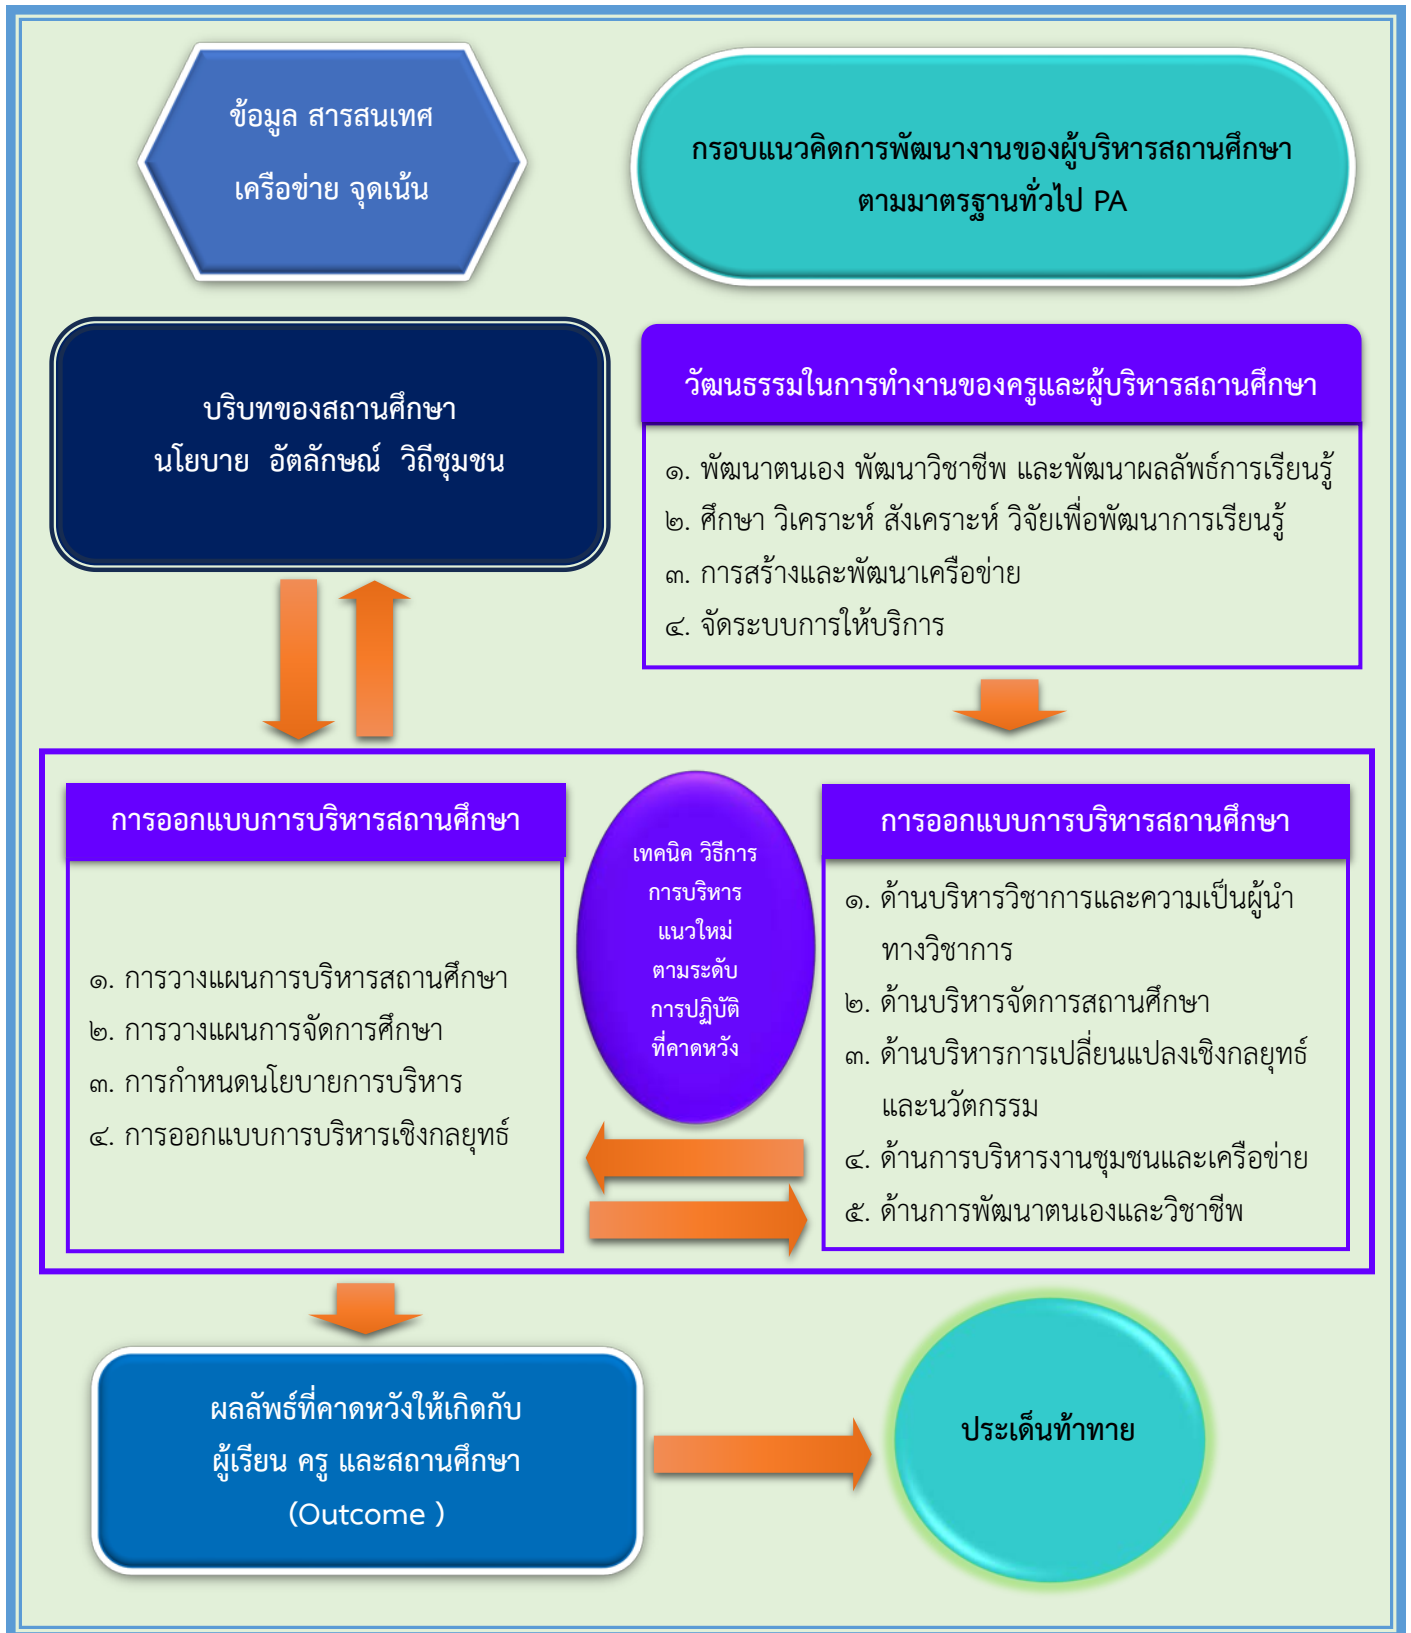 ข้อมูล สารสนเทศ
เครือข่าย จุดเน้น
กรอบแนวคิดการพัฒนางานของผู้บริหารสถานศึกษา
ตามมาตรฐานทั่วไป PA
บริบทของสถานศึกษา
นโยบาย อัตลักษณ์ วิถีชุมชน
วัฒนธรรมในการทำงานของครูและผู้บริหารสถานศึกษา
๑. พัฒนาตนเอง พัฒนาวิชาชีพ และพัฒนาผลลัพธ์การเรียนรู้
๒. ศึกษา วิเคราะห์ สังเคราะห์ วิจัยเพื่อพัฒนาการเรียนรู้
๓. การสร้างและพัฒนาเครือข่าย
๔. จัดระบบการให้บริการ
การออกแบบการบริหารสถานศึกษา
๑. การวางแผนการบริหารสถานศึกษา
๒. การวางแผนการจัดการศึกษา
๓. การกำหนดนโยบายการบริหาร
๔. การออกแบบการบริหารเชิงกลยุทธ์
เทคนิค วิธีการ
การบริหาร
แนวใหม่
ตามระดับ
การปฏิบัติ
ที่คาดหวัง
การออกแบบการบริหารสถานศึกษา
๑. ด้านบริหารวิชาการและความเป็นผู้นำ
ทางวิชาการ
๒. ด้านบริหารจัดการสถานศึกษา
๓. ด้านบริหารการเปลี่ยนแปลงเชิงกลยุทธ์
และนวัตกรรม
๔. ด้านการบริหารงานชุมชนและเครือข่าย
๕. ด้านการพัฒนาตนเองและวิชาชีพ
ผลลัพธ์ที่คาดหวังให้เกิดกับ
ผู้เรียน ครู และสถานศึกษา
(Outcome )
ประเด็นท้าทาย